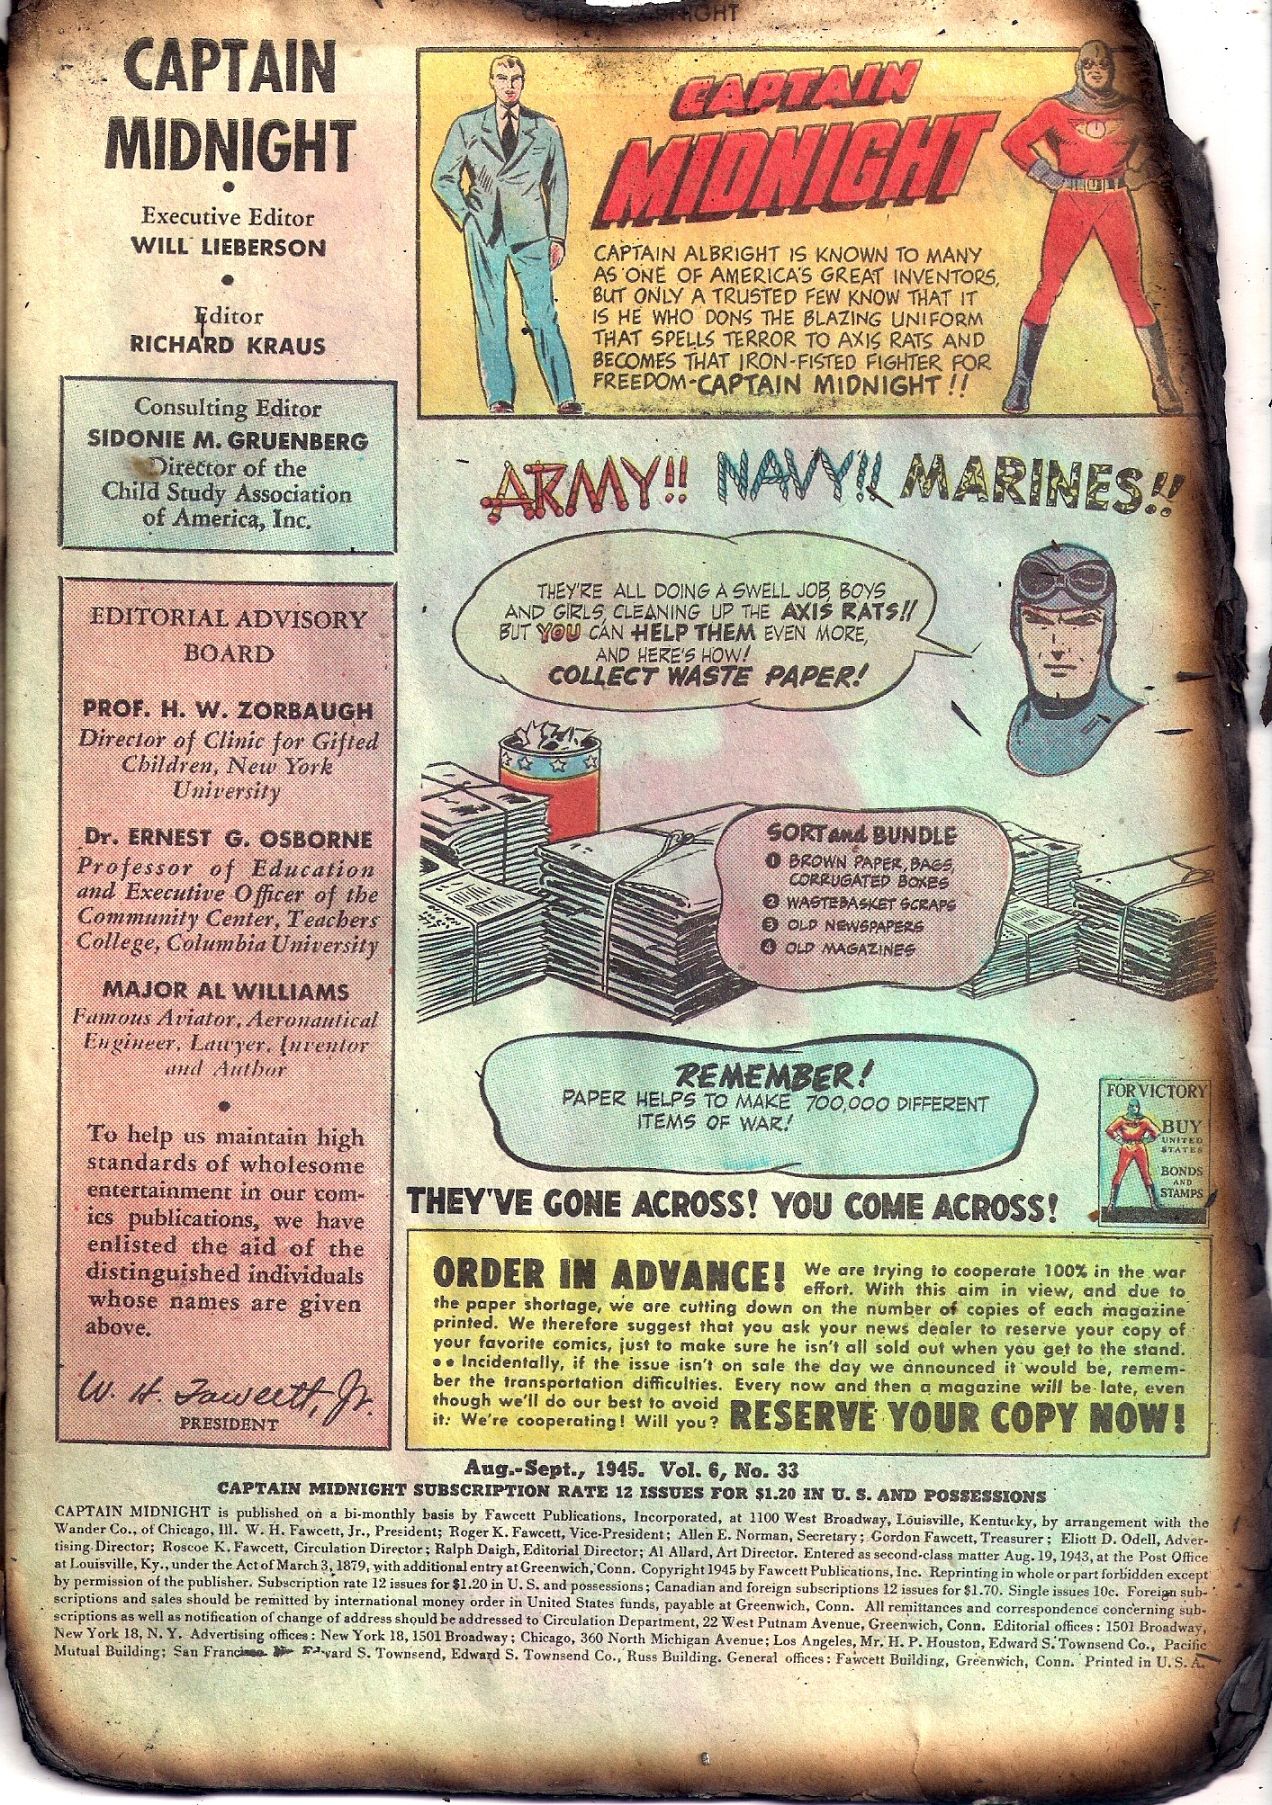 CAPTAIN MIDNIGHT
CAPTAIN
MIDNIGHT
•
Executive Editor
WILL LIEBERSON
•
Editor
RICHARD KRAUS
Consulting Editor
SIDONIE M. GRUENBERG
Director of the
Child Study Association
of America, Inc.
EDITORIAL ADVISORY
BOARD
PROF. H. W. ZORBAUGH
Director of Clinic for Gifted
Children, New York
University
Dr. ERNEST G. OSBORNE
Professor of Education
and Executive Officer of the
Community Center, Teachers
College, Columbia University
MAJOR AL WILLIAMS
Famous Aviator, Aeronautical
Engineer, Lawyer, Inventor
and Author
•
To help us maintain high
standards of wholesome
entertainment in our com-
ics publications, we have
enlisted the aid of the
distinguished individuals
whose names are given
above.
W. H. Fawcett, Jr.
PRESIDENT
CAPTAIN
MIDNIGHT
CAPTAIN ALBRIGHT IS KNOWN TO MANY
AS ONE OF AMERICA'S GREAT INVENTORS,
BUT ONLY A TRUSTED FEW KNOW THAT IT
IS HE WHO DONS THE BLAZING UNIFORM
THAT SPELLS TERROR TO AXIS RATS AND
BECOMES THAT IRON-FISTED FIGHTER FOR
FREEDOM-CAPTAIN MIDNIGHT!!
ARMY!! NAVY!! MARINES!!
THEY'RE ALL DOING A SWELL JOB, BOYS
AND GIRLS, CLEANING UP THE AXIS RATS!!
BUT YOU CAN HELP THEM EVEN MORE,
AND HERE'S HOW!
COLLECT WASTE PAPER!
SORT and BUNDLE
1 BROWN PAPER, BAGS,
CORRUGATED BOXES
2 WASTEBASKET SCRAPS
3 OLD NEWSPAPERS
4 OLD MAGAZINES
REMEMBER!
PAPER HELPS TO MAKE 700,000 DIFFERENT
ITEMS OF WAR!
FOR VICTORY
BUY
UNITED
STATES
BONDS
AND
STAMPS
THEY'VE GONE ACROSS! YOU COME ACROSS!
ORDER IN ADVANCE! We are trying to cooperate 100% in the war
effort. With this aim in view, and due to
the paper shortage, we are cutting down on the number of copies of each magazine
printed. We therefore suggest that you ask your news dealer to reserve your copy of
your favorite comics, just to make sure he isn't all sold out when you get to the stand.
•• Incidentally, if the issue isn't on sale the day we announced it would be, remem-
ber the transportation difficulties. Every now and then a magazine will be late, even
though we'll do our best to avoid
it. We're cooperating! Will you? RESERVE YOUR COPY NOW!
Aug.-Sept., 1945. Vol. 6, No. 33
CAPTAIN MIDNIGHT SUBSCRIPTION RATE 12 ISSUES FOR $1.20 IN U. S. AND POSSESSIONS
CAPTAIN MIDNIGHT is published on a bi-monthly basis by Fawcett Publications, Incorporated, at 1100 West Broadway, Louisville, Kentucky, by arrangement with the
Wander Co., of Chicago, Ill. W. H. Fawcett, Jr., President; Roger K. Fawcett, Vice-President; Allen E. Norman, Secretary; Gordon Fawcett, Treasurer; Eliott D. Odell, Adver-
tising Director; Roscoe K. Fawcett, Circulation Director; Ralph Daigh, Editorial Director; Al Allard, Art Director. Entered as second-class matter Aug. 19, 1943, at the Post Office
at Louisville, Ky., under the Act of March 3, 1879, with additional entry at Greenwich, Conn. Copyright 1945 by Fawcett Publications, Inc. Reprinting in whole or part forbidden except
by permission of the publisher. Subscription rate 12 issues for $1.20 in U. S. and possessions; Canadian and foreign subscriptions 12 issues for $1.70. Single issues 10c. Foreign sub-
scriptions and sales should be remitted by international money order in United States funds, payable at Greenwich, Conn. All remittances and correspondence concerning sub-
scriptions as well as notification of change of address should be addressed to Circulation Department, 22 West Putnam Avenue, Greenwich, Conn. Editorial offices: 1501 Broadway,
New York 18, N. Y. Advertising offices: New York 18, 1501 Broadway; Chicago, 360 North Michigan Avenue; Los Angeles, Mr. H. P. Houston, Edward S. Townsend Co., Pacific
Mutual Building; San Francisco, S. Townsend, Edward S. Townsend Co., Russ Building. General offices: Fawcett Building, Greenwich, Conn. Printed in U. S. A.